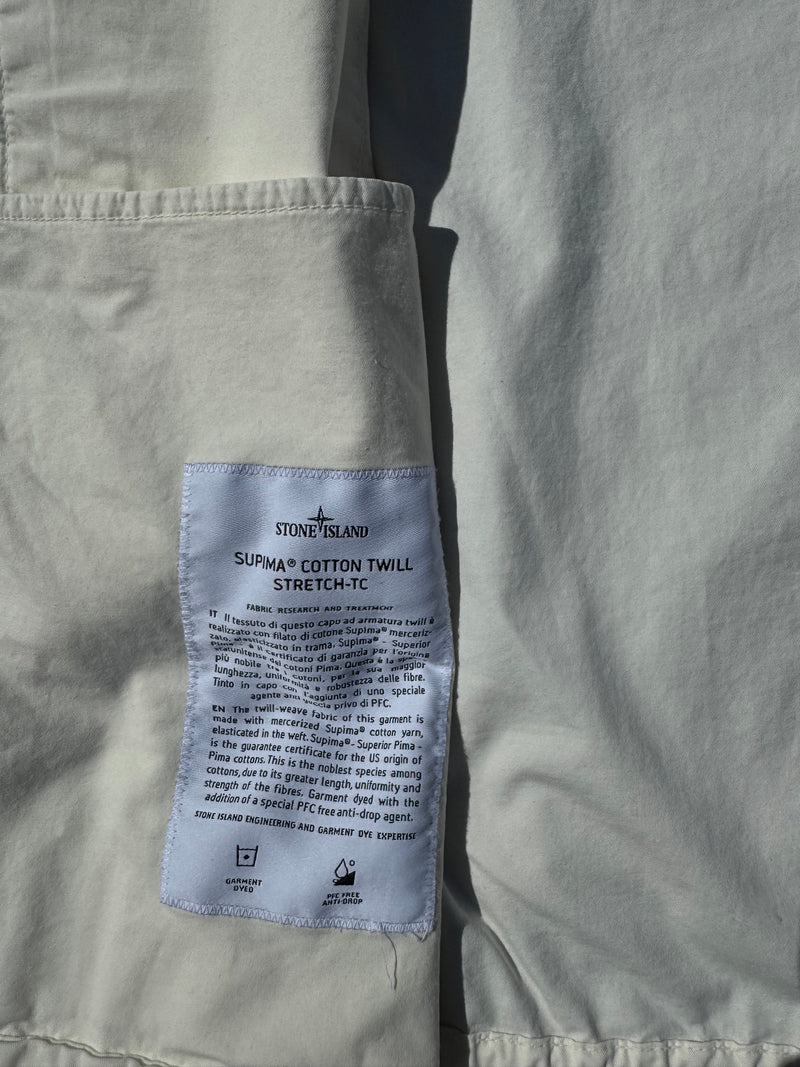 STONE ISLAND
SUPIMA® COTTON TWILL
STRETCH-TC
FABRIC RESEARCH AND TREATMENT
IT Il tessuto di questo capo ad armatura twill è
realizzato con filato di cotone Supima® merceriz-
zato, elasticizzato in trama. Supima® - Superior
Pima - è il certificato di garanzia per l'origine
statunitense dei cotoni Pima. Questa è la specie
più nobile tra i cotoni, per la sua maggior
lunghezza, uniformità e robustezza delle fibre.
Tinto in capo con l'aggiunta di uno speciale
agente anti goccia privo di PFC.
EN The twill-weave fabric of this garment is
made with mercerized Supima® cotton yarn,
elasticated in the weft. Supima® - Superior Pima -
is the guarantee certificate for the US origin of
Pima cottons. This is the noblest species among
cottons, due to its greater length, uniformity and
strength of the fibres. Garment dyed with the
addition of a special PFC free anti-drop agent.
STONE ISLAND ENGINEERING AND GARMENT DYE EXPERTISE
GARMENT
DYED
PFC FREE
ANTI-DROP